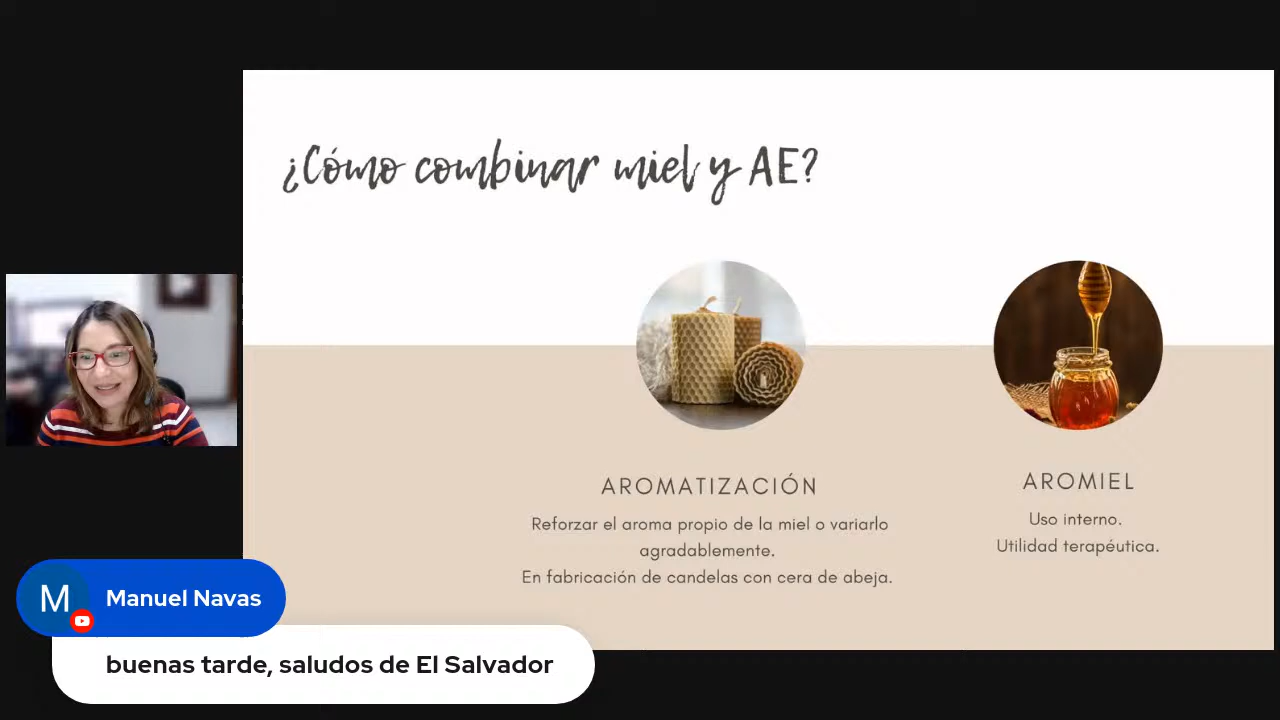 ¿Cómo combinar miel y AE?
AROMATIZACIÓN
Reforzar el aroma propio de la miel o variarlo
agradablemente.
En fabricación de candelas con cera de abeja.
AROMIEL
Uso interno.
Utilidad terapéutica.
M
Manuel Navas
buenas tarde, saludos de El Salvador